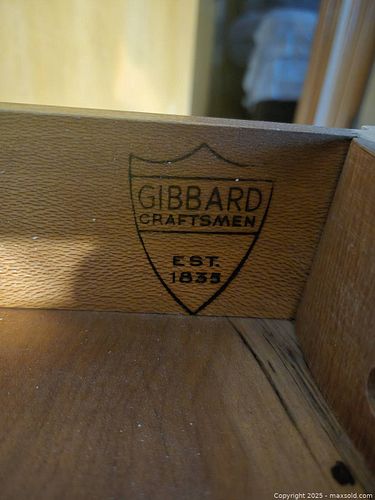 GIBBARD
CRAFTSMEN
EST.
1835
Copyright 2025 - maxsold.com